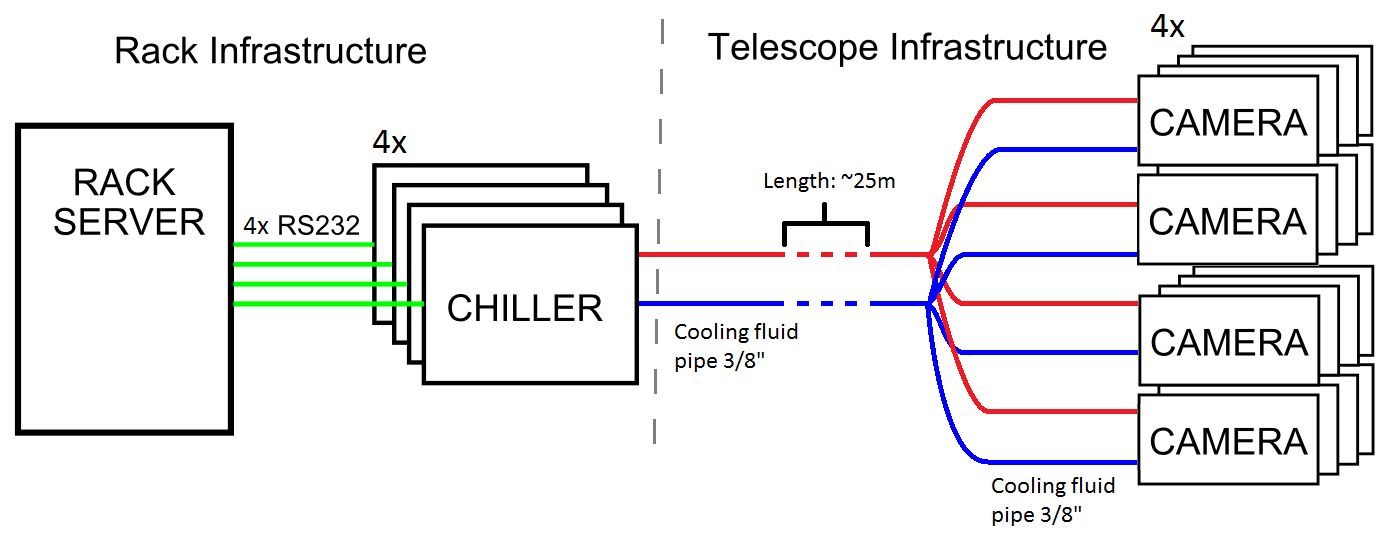 Rack Infrastructure
Telescope Infrastructure
4x
RACK
SERVER
4x RS232
4x
CHILLER
Length: ~25m
Cooling fluid
pipe 3/8"
CAMERA
CAMERA
CAMERA
CAMERA
Cooling fluid
pipe 3/8"